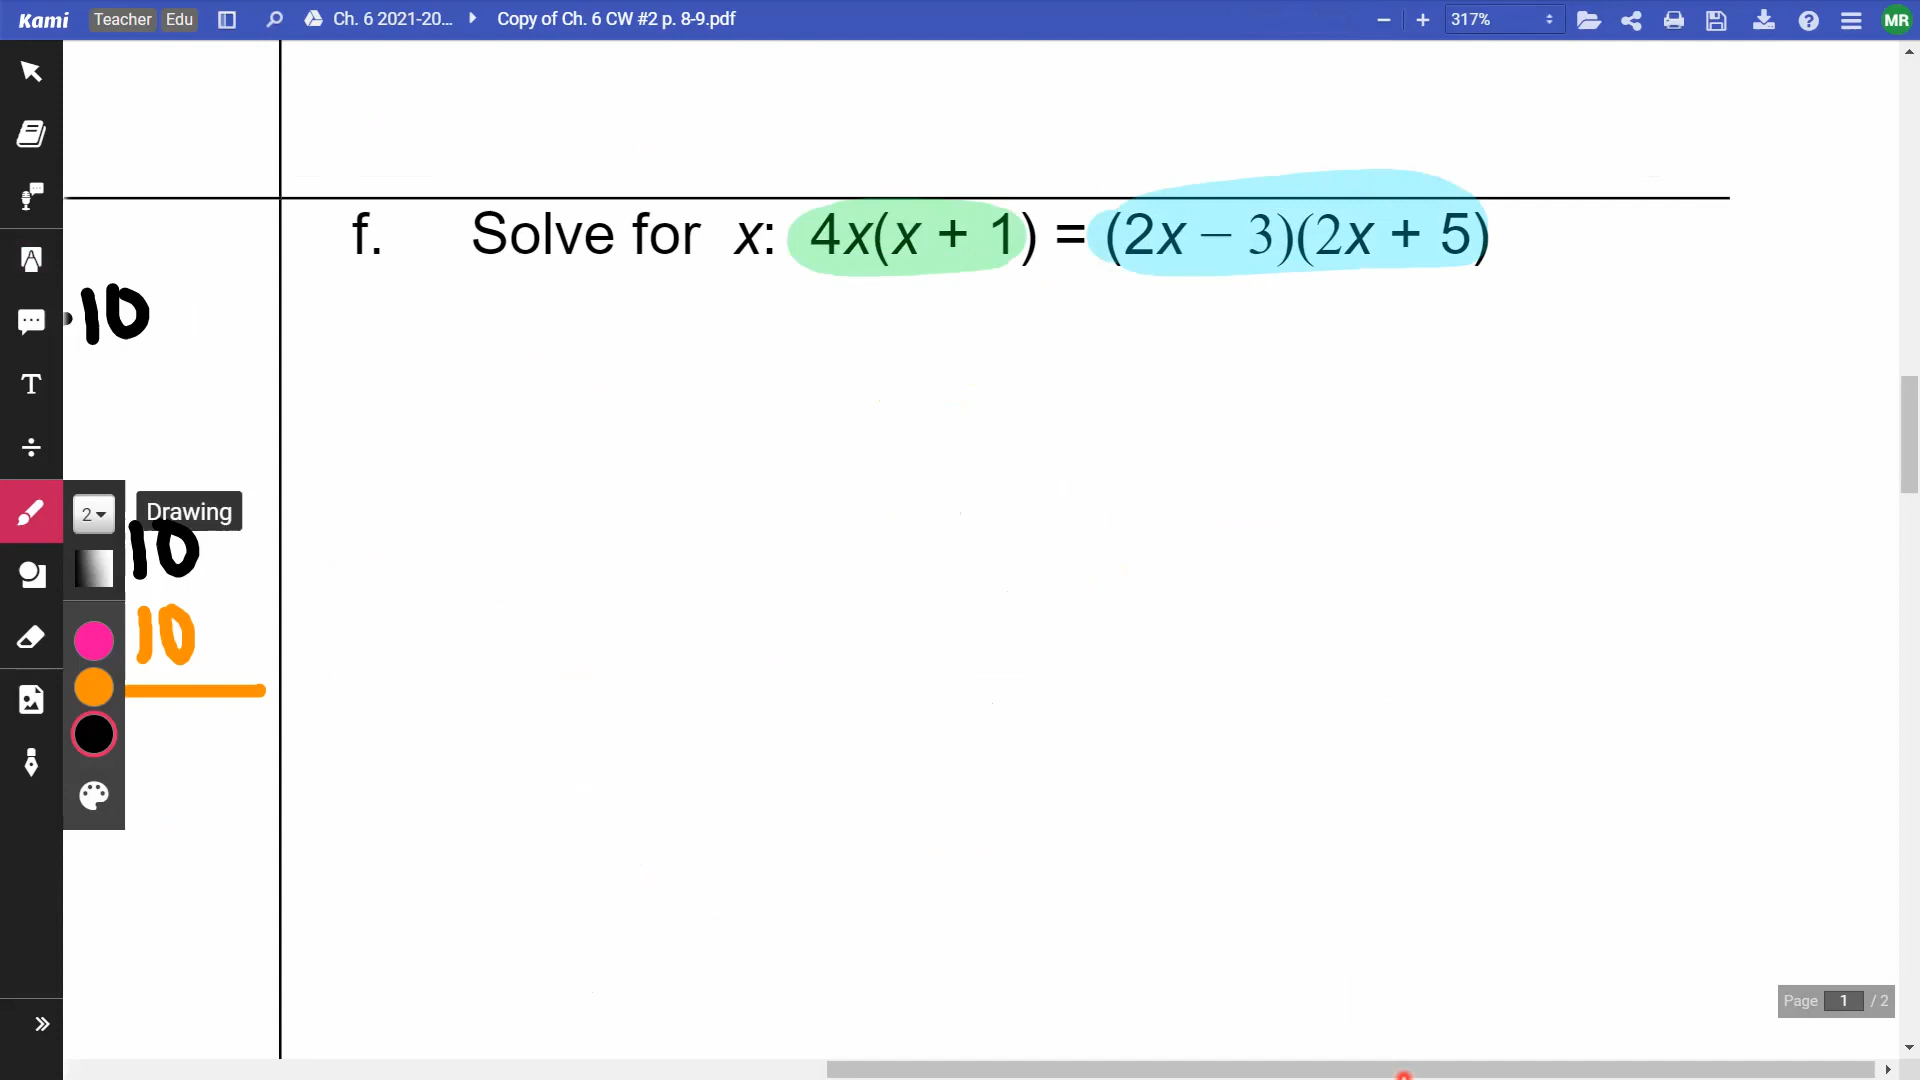 Kami Teacher Edu Ch. 6 2021-20... Copy of Ch. 6 CW #2 p. 8-9.pdf 317% MR
f. Solve for x: 4x(x + 1) = (2x − 3)(2x + 5)
·10
T
2 Drawing
10
10
Page 1 / 2